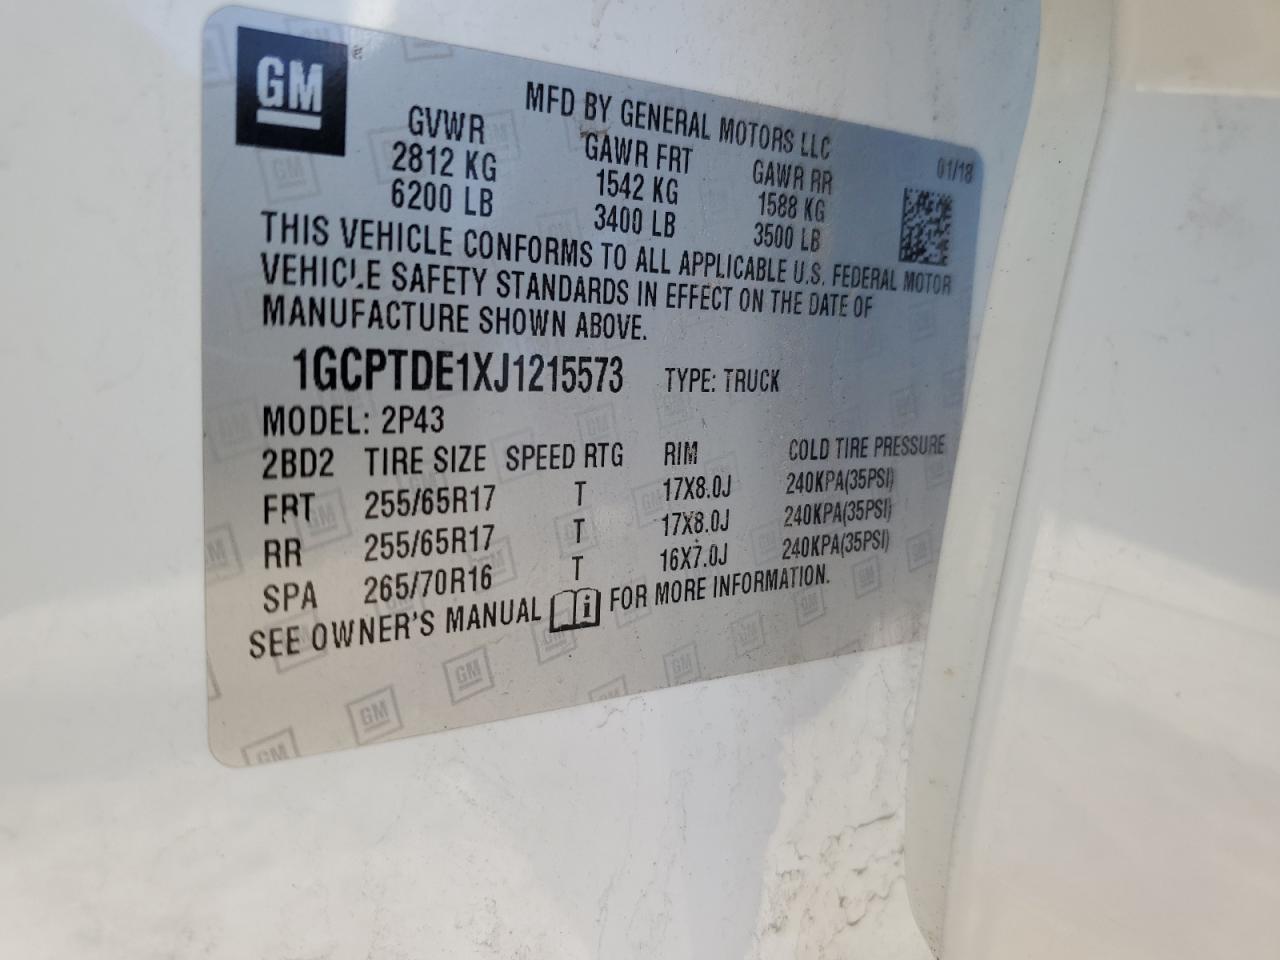 GM
MFD BY GENERAL MOTORS LLC
01/18
GVWR GAWR FRT GAWR RR
2812 KG 1542 KG 1588 KG
6200 LB 3400 LB 3500 LB
THIS VEHICLE CONFORMS TO ALL APPLICABLE U.S. FEDERAL MOTOR
VEHICLE SAFETY STANDARDS IN EFFECT ON THE DATE OF
MANUFACTURE SHOWN ABOVE.
1GCPTDE1XJ1215573 TYPE: TRUCK
MODEL: 2P43
2BD2 TIRE SIZE SPEED RTG RIM COLD TIRE PRESSURE
FRT 255/65R17 T 17X8.0J 240KPA(35PSI)
RR 255/65R17 T 17X8.0J 240KPA(35PSI)
SPA 265/70R16 T 16X7.0J 240KPA(35PSI)
SEE OWNER'S MANUAL i FOR MORE INFORMATION.